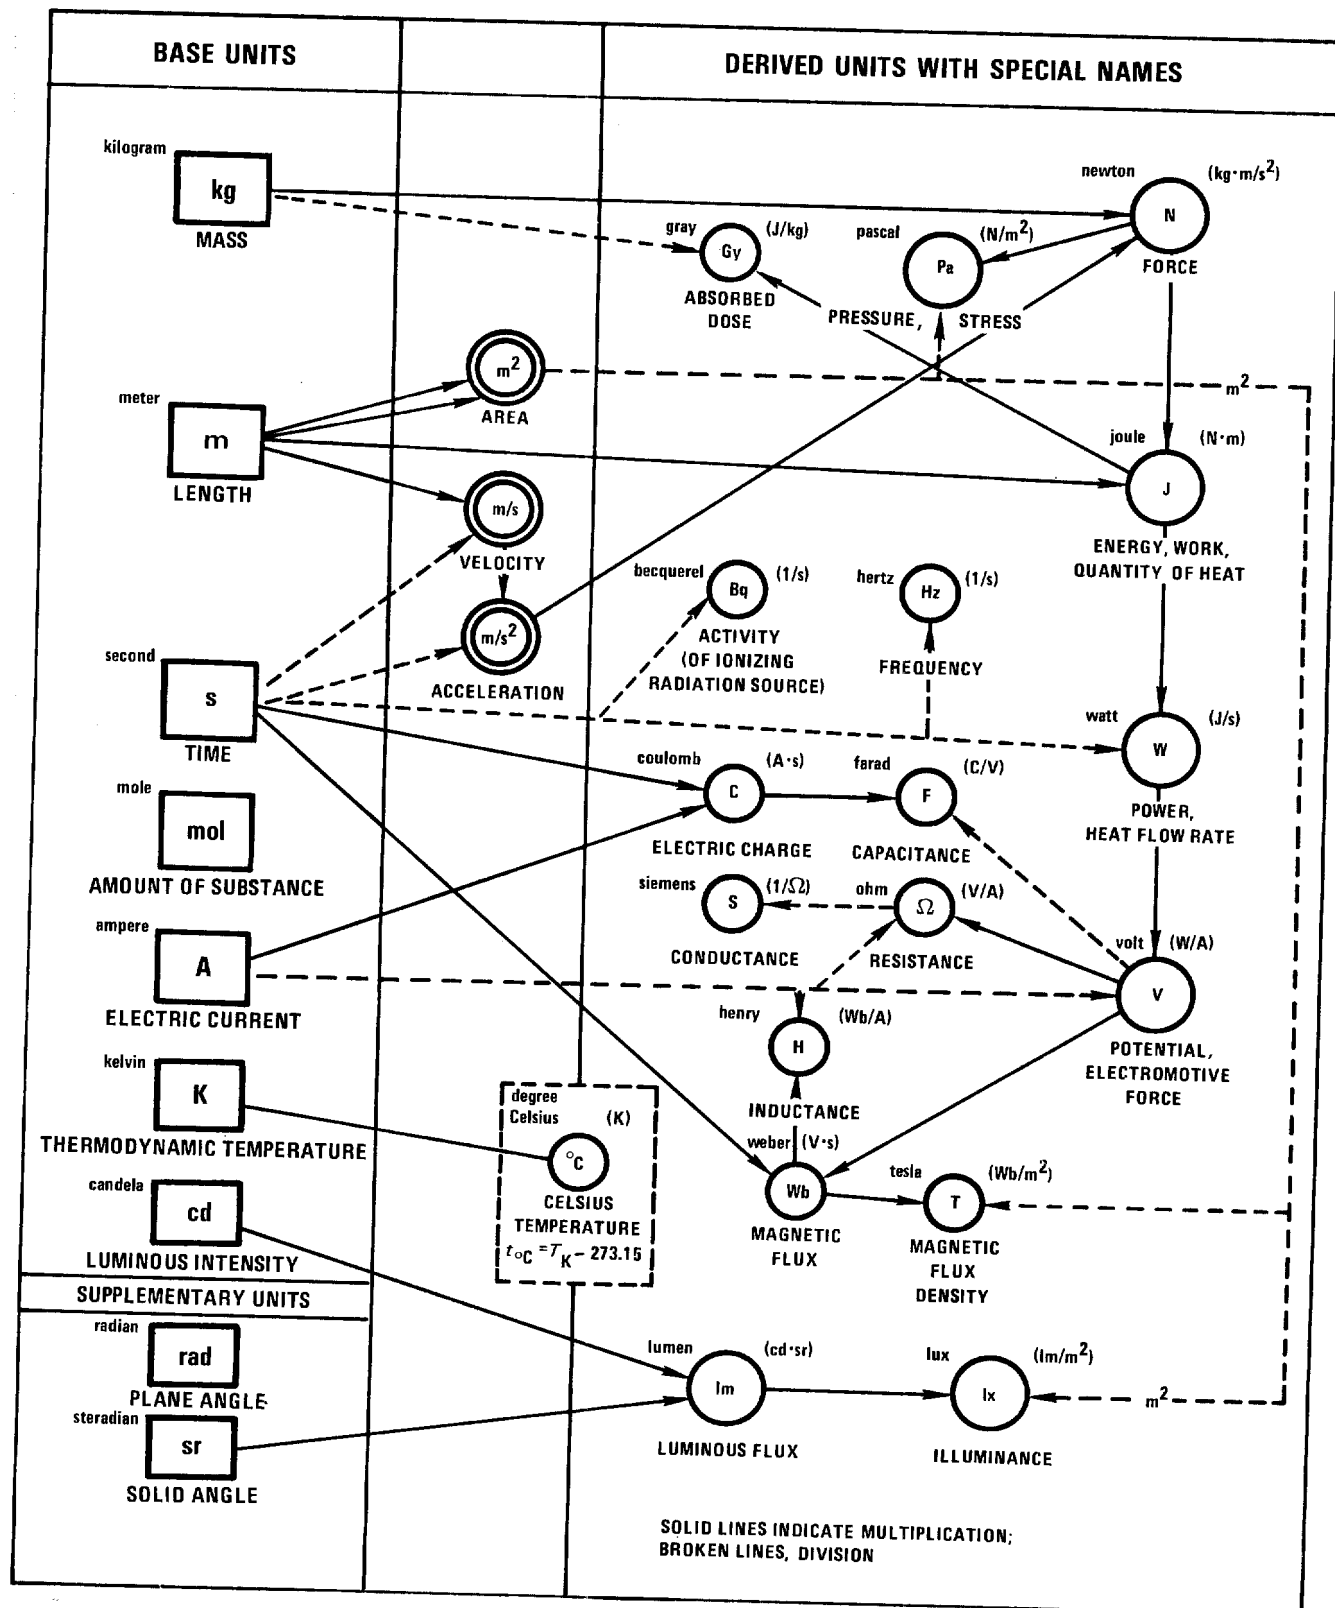 BASE UNITS
DERIVED UNITS WITH SPECIAL NAMES
kilogram
kg
MASS
newton
(kg·m/s²)
N
FORCE
gray
(J/kg)
Gy
ABSORBED
DOSE
pascal
(N/m²)
Pa
PRESSURE, STRESS
m²
AREA
m²
meter
m
LENGTH
joule
(N·m)
J
ENERGY, WORK,
QUANTITY OF HEAT
m/s
VELOCITY
becquerel
(1/s)
Bq
ACTIVITY
(OF IONIZING
RADIATION SOURCE)
hertz
(1/s)
Hz
FREQUENCY
m/s²
ACCELERATION
second
s
TIME
watt
(J/s)
W
POWER,
HEAT FLOW RATE
coulomb
(A·s)
C
ELECTRIC CHARGE
farad
(C/V)
F
CAPACITANCE
mole
mol
AMOUNT OF SUBSTANCE
siemens
(1/Ω)
S
CONDUCTANCE
ohm
(V/A)
Ω
RESISTANCE
ampere
A
ELECTRIC CURRENT
volt
(W/A)
V
POTENTIAL,
ELECTROMOTIVE
FORCE
henry
(Wb/A)
H
INDUCTANCE
kelvin
K
THERMODYNAMIC TEMPERATURE
degree
Celsius
(K)
°C
CELSIUS
TEMPERATURE
t°C = TK − 273.15
weber
(V·s)
Wb
MAGNETIC
FLUX
tesla
(Wb/m²)
T
MAGNETIC
FLUX
DENSITY
candela
cd
LUMINOUS INTENSITY
SUPPLEMENTARY UNITS
radian
rad
PLANE ANGLE
lumen
(cd·sr)
lm
LUMINOUS FLUX
lux
(lm/m²)
lx
ILLUMINANCE
m²
steradian
sr
SOLID ANGLE
SOLID LINES INDICATE MULTIPLICATION;
BROKEN LINES, DIVISION